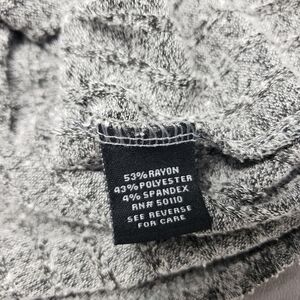 53% RAYON
43% POLYESTER
4% SPANDEX
RN# 50110
SEE REVERSE
FOR CARE